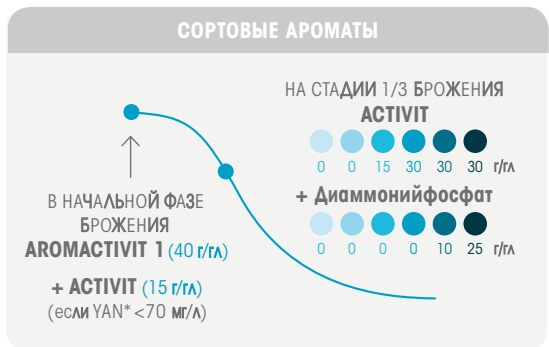 СОРТОВЫЕ АРОМАТЫ
НА СТАДИИ 1/3 БРОЖЕНИЯ
ACTIVIT
0 0 15 30 30 30 г/гл
+ Диаммонийфосфат
0 0 0 0 10 25 г/гл
В НАЧАЛЬНОЙ ФАЗЕ
БРОЖЕНИЯ
AROMACTIVIT 1 (40 г/гл)
+ ACTIVIT (15 г/гл)
(если YAN* <70 мг/л)